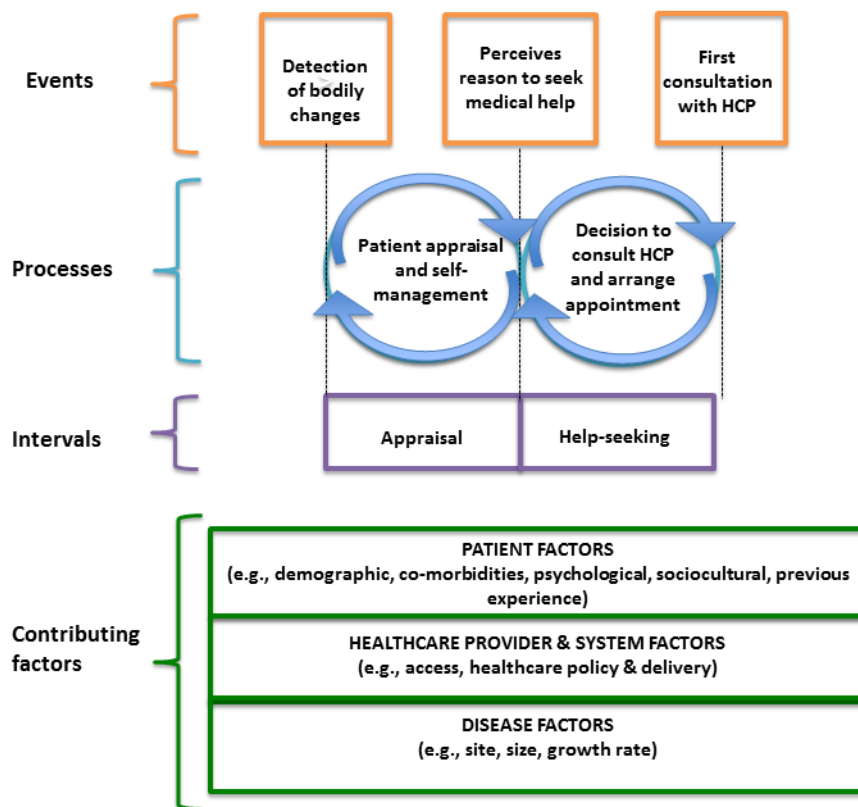 Events
Detection
of bodily
changes
Perceives
reason to seek
medical help
First
consultation
with HCP
Processes
Patient appraisal
and self-
management
Decision to
consult HCP
and arrange
appointment
Intervals
Appraisal
Help-seeking
Contributing
factors
PATIENT FACTORS
(e.g., demographic, co-morbidities, psychological, sociocultural, previous
experience)
HEALTHCARE PROVIDER & SYSTEM FACTORS
(e.g., access, healthcare policy & delivery)
DISEASE FACTORS
(e.g., site, size, growth rate)